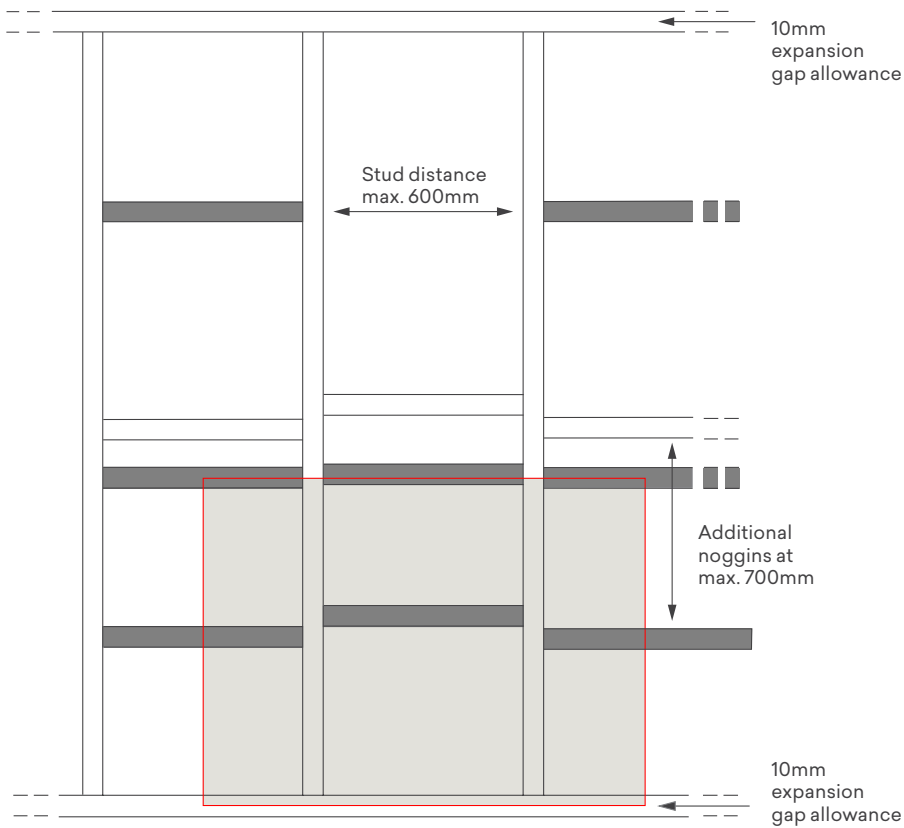 10mm
expansion
gap allowance
Stud distance
max. 600mm
Additional
noggins at
max. 700mm
10mm
expansion
gap allowance